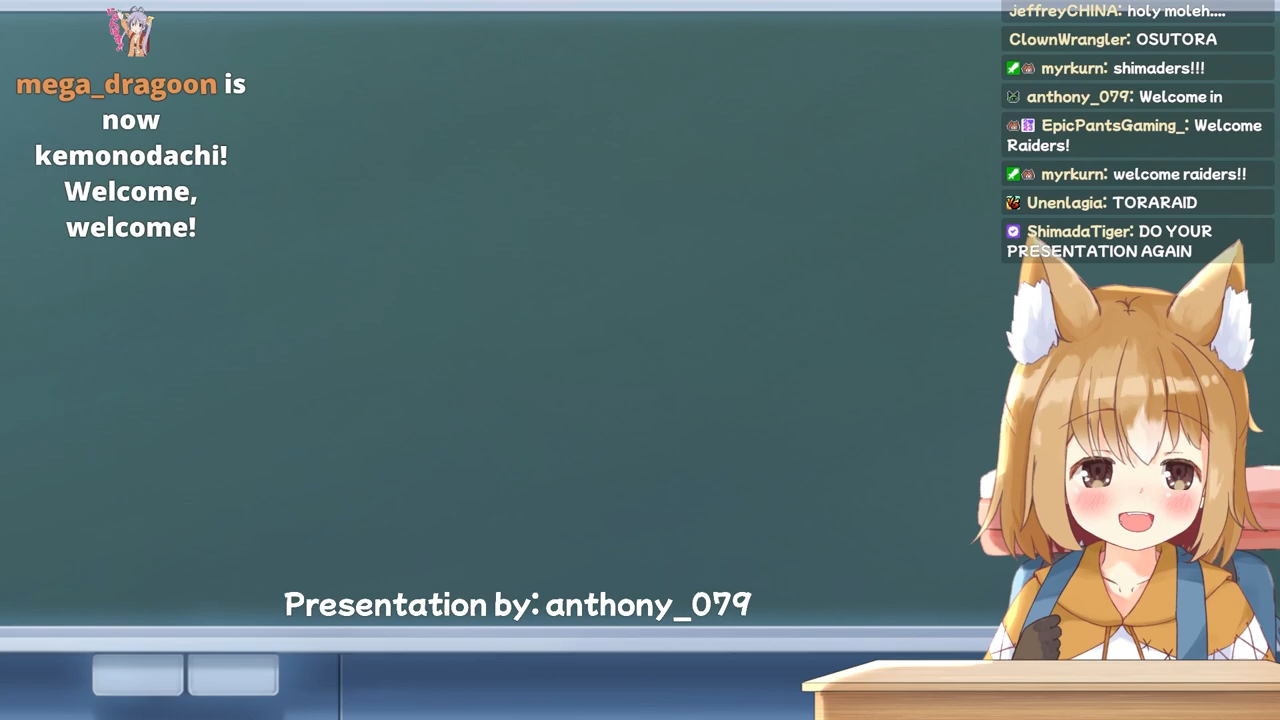 mega_dragoon is
now
kemonodachi!
Welcome,
welcome!
jeffreyCHINA: holy moleh....
ClownWrangler: OSUTORA
myrkurn: shimaders!!!
anthony_079: Welcome in
EpicPantsGaming_: Welcome
Raiders!
myrkurn: welcome raiders!!
Unenlagia: TORARAID
ShimadaTiger: DO YOUR
PRESENTATION AGAIN
Presentation by: anthony_079